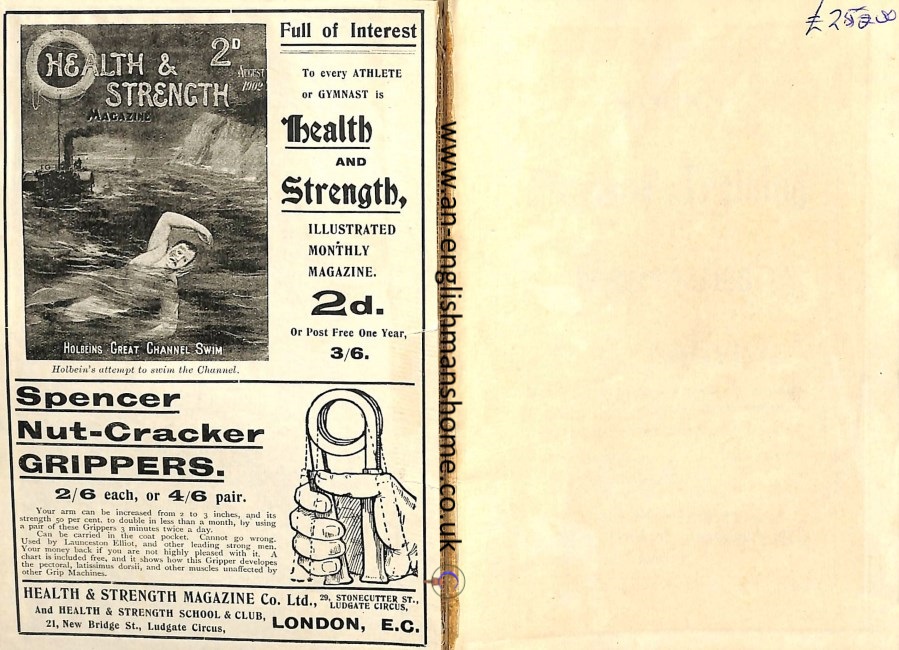 HEALTH &
STRENGTH
MAGAZINE
2D
AUGUST
1902
HOLBEINS GREAT CHANNEL SWIM
Holbein's attempt to swim the Channel.
Full of Interest
To every ATHLETE
or GYMNAST is
Health
AND
Strength,
ILLUSTRATED
MONTHLY
MAGAZINE.
2d.
Or Post Free One Year,
3/6.
Spencer
Nut-Cracker
GRIPPERS.
2/6 each, or 4/6 pair.
Your arm can be increased from 2 to 3 inches, and its
strength 50 per cent. to double in less than a month, by using
a pair of these Grippers 3 minutes twice a day.
Can be carried in the coat pocket. Cannot go wrong.
Used by Launceston Elliot, and other leading strong men.
Your money back if you are not highly pleased with it. A
chart is included free, and it shows how this Gripper developes
the pectoral, latissimus dorsii, and other muscles unaffected by
other Grip Machines.
HEALTH & STRENGTH MAGAZINE Co. Ltd., 29, STONECUTTER ST.,
LUDGATE CIRCUS,
And HEALTH & STRENGTH SCHOOL & CLUB,
21, New Bridge St., Ludgate Circus,
LONDON, E.C.
www.an-englishmanshome.co.uk
©